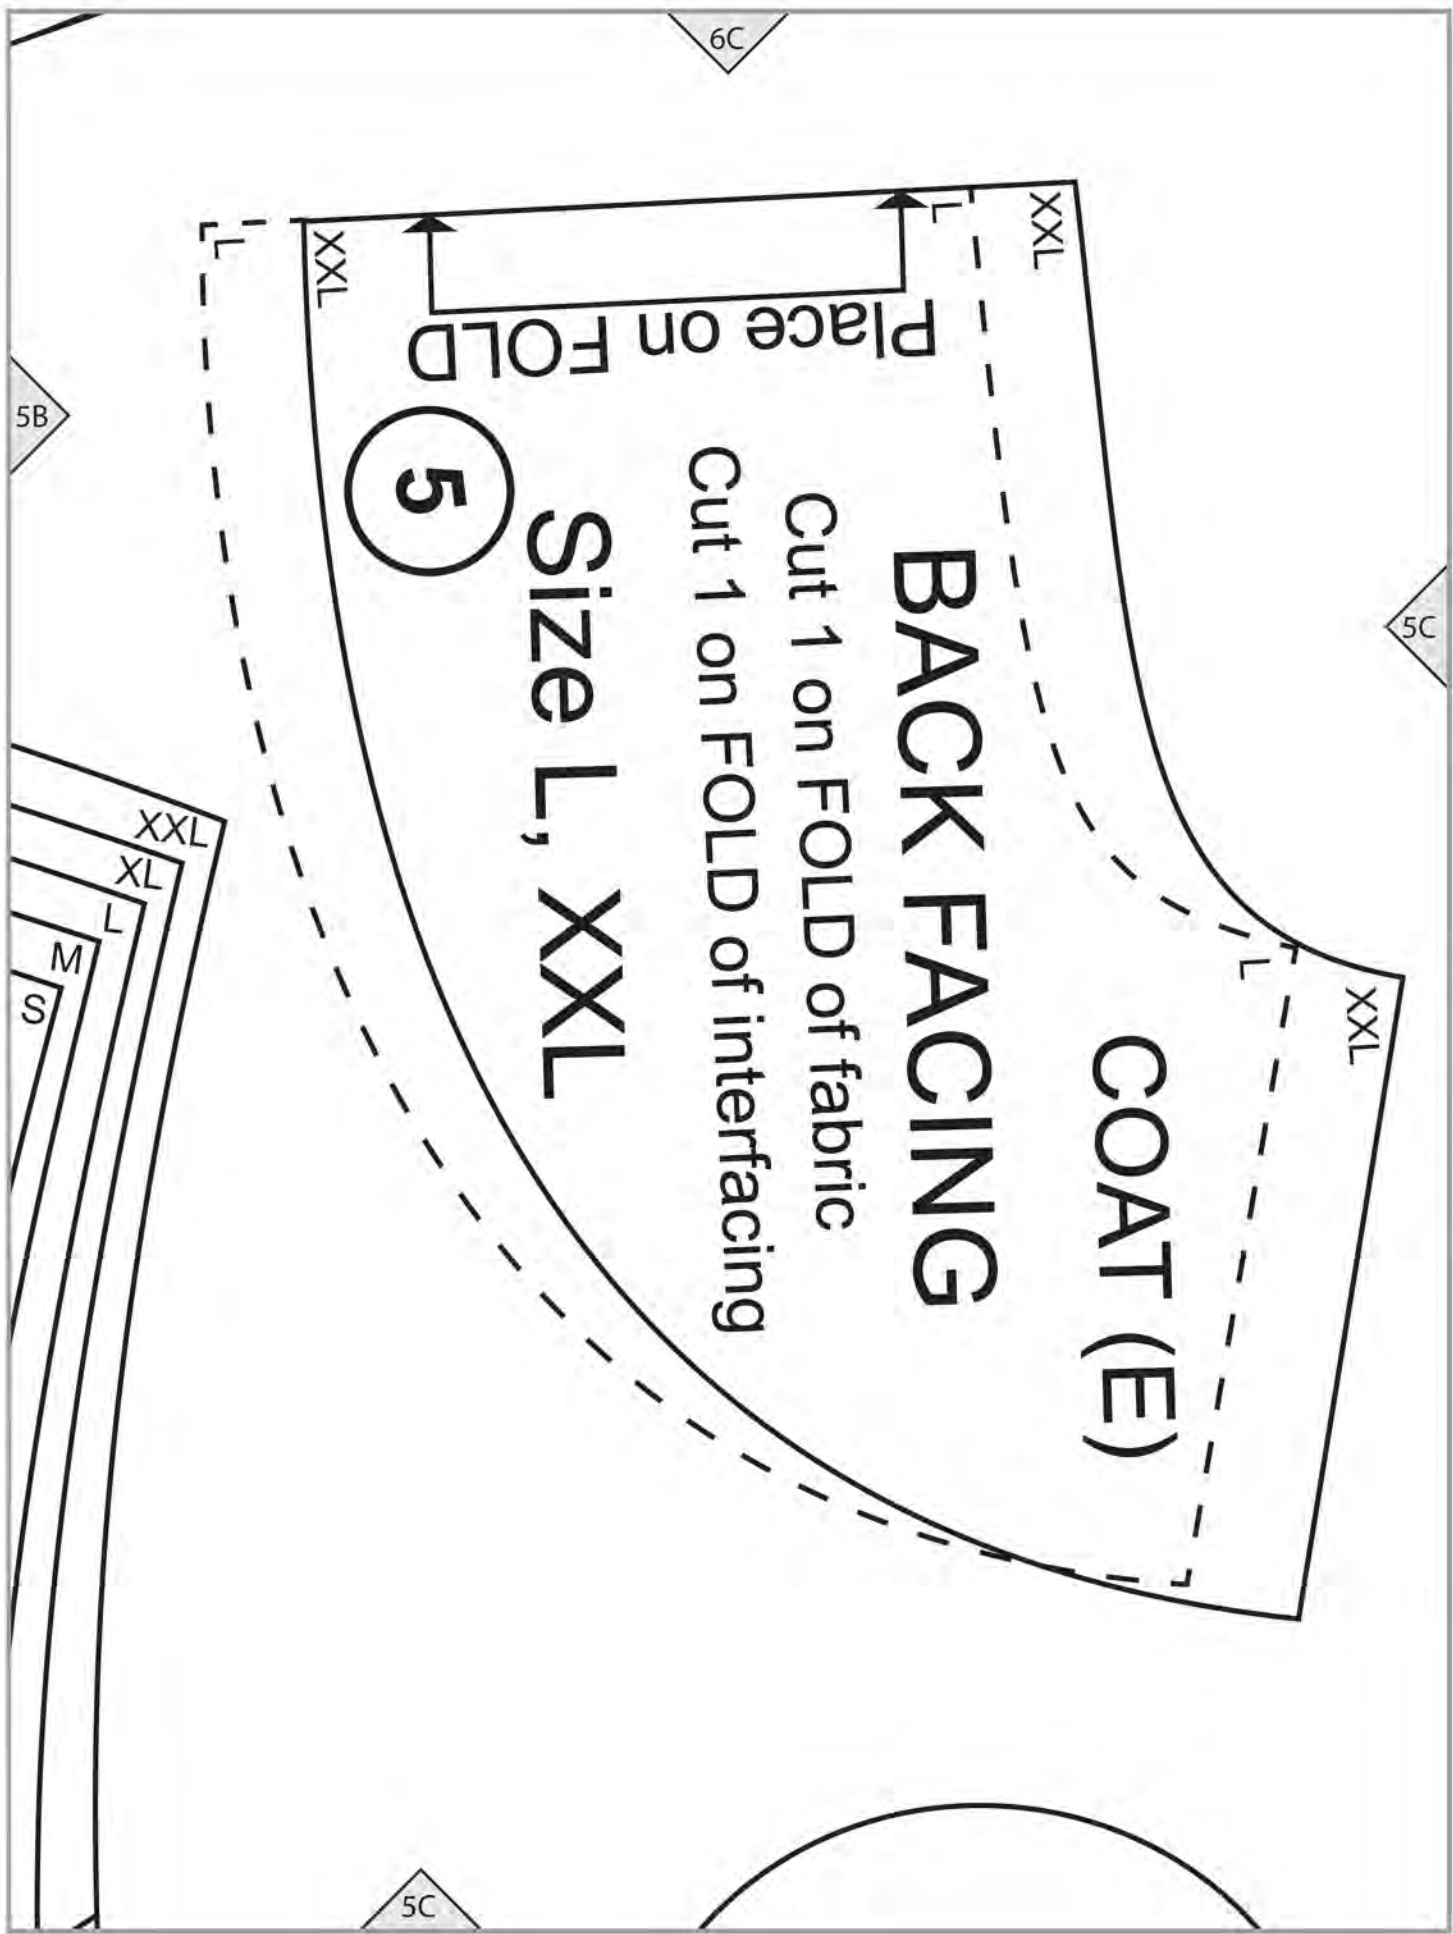 6C
5B
5C
5C
XXL
L
L
XXL
Place on FOLD
COAT (E)
BACK FACING
Cut 1 on FOLD of fabric
Cut 1 on FOLD of interfacing
Size L, XXL
5
L
XXL
XXL
XL
L
M
S